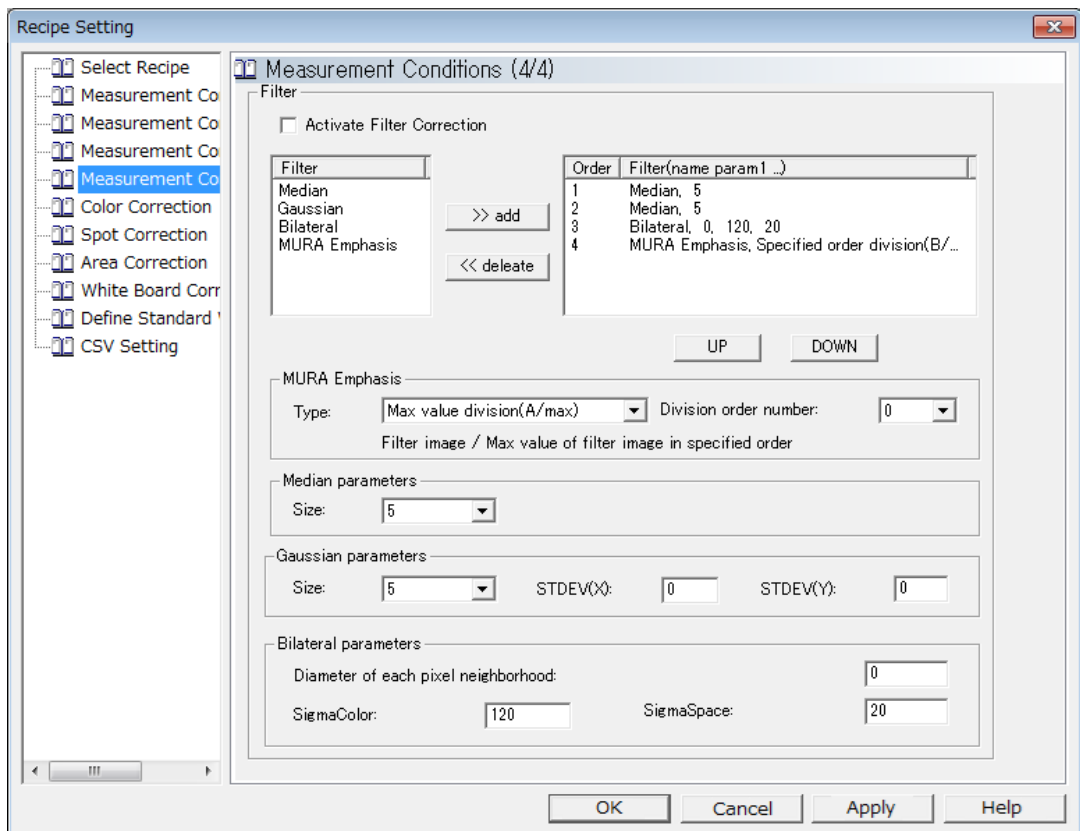 Recipe Setting
Select Recipe
Measurement Co
Measurement Co
Measurement Co
Measurement Co
Color Correction
Spot Correction
Area Correction
White Board Corr
Define Standard
CSV Setting
Measurement Conditions (4/4)
Filter
Activate Filter Correction
Filter
Median
Gaussian
Bilateral
MURA Emphasis
>> add
<< deleate
Order Filter(name param1 ..)
1 Median, 5
2 Median, 5
3 Bilateral, 0, 120, 20
4 MURA Emphasis, Specified order division(B/...
UP DOWN
MURA Emphasis
Type: Max value division(A/max) Division order number: 0
Filter image / Max value of filter image in specified order
Median parameters
Size: 5
Gaussian parameters
Size: 5 STDEV(X): 0 STDEV(Y): 0
Bilateral parameters
Diameter of each pixel neighborhood: 0
SigmaColor: 120 SigmaSpace: 20
OK Cancel Apply Help